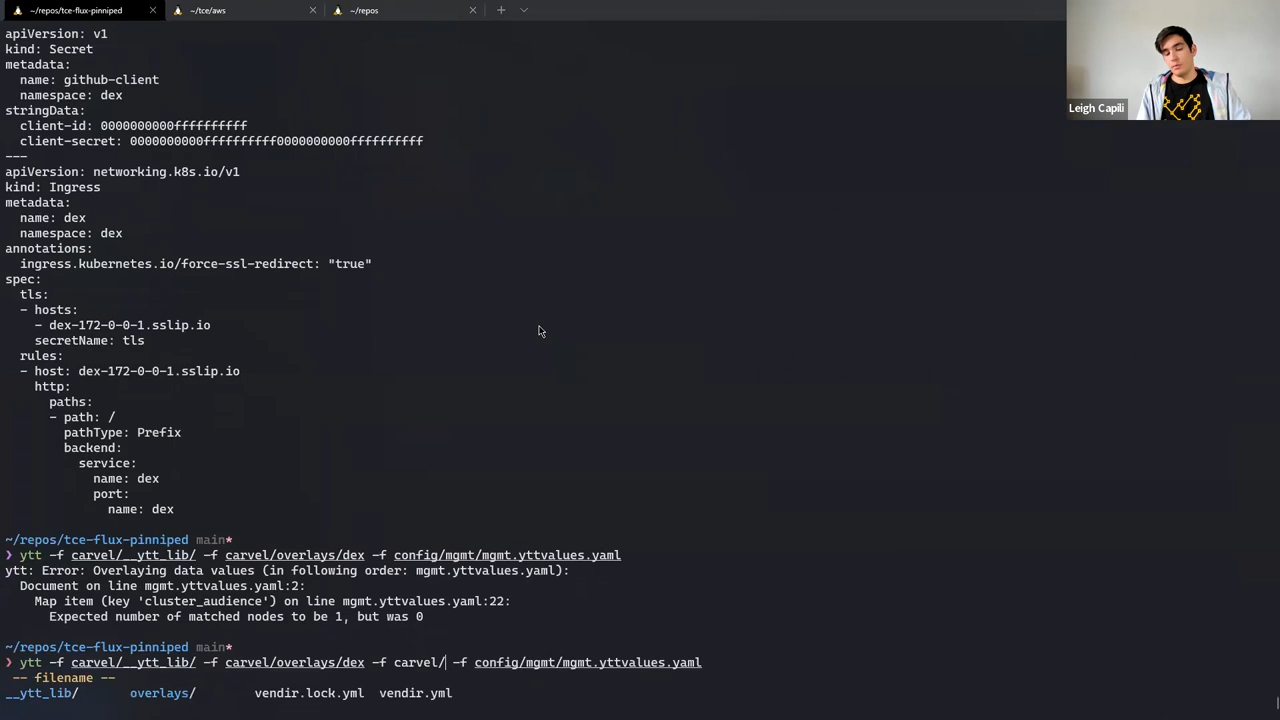 ~/repos/tce-flux-pinniped
~/tce/aws
~/repos
apiVersion: v1
kind: Secret
metadata:
  name: github-client
  namespace: dex
stringData:
  client-id: 0000000000ffffffffff
  client-secret: 0000000000ffffffffff0000000000ffffffffff
---
apiVersion: networking.k8s.io/v1
kind: Ingress
metadata:
  name: dex
  namespace: dex
annotations:
  ingress.kubernetes.io/force-ssl-redirect: "true"
spec:
  tls:
  - hosts:
    - dex-172-0-0-1.sslip.io
    secretName: tls
  rules:
  - host: dex-172-0-0-1.sslip.io
    http:
      paths:
      - path: /
        pathType: Prefix
        backend:
          service:
            name: dex
            port:
              name: dex
~/repos/tce-flux-pinniped main*
❯ ytt -f carvel/__ytt_lib/ -f carvel/overlays/dex -f config/mgmt/mgmt.yttvalues.yaml
ytt: Error: Overlaying data values (in following order: mgmt.yttvalues.yaml):
  Document on line mgmt.yttvalues.yaml:2:
    Map item (key 'cluster_audience') on line mgmt.yttvalues.yaml:22:
      Expected number of matched nodes to be 1, but was 0
~/repos/tce-flux-pinniped main*
❯ ytt -f carvel/__ytt_lib/ -f carvel/overlays/dex -f carvel/ -f config/mgmt/mgmt.yttvalues.yaml
-- filename --
__ytt_lib/ overlays/ vendir.lock.yml vendir.yml
Leigh Capili